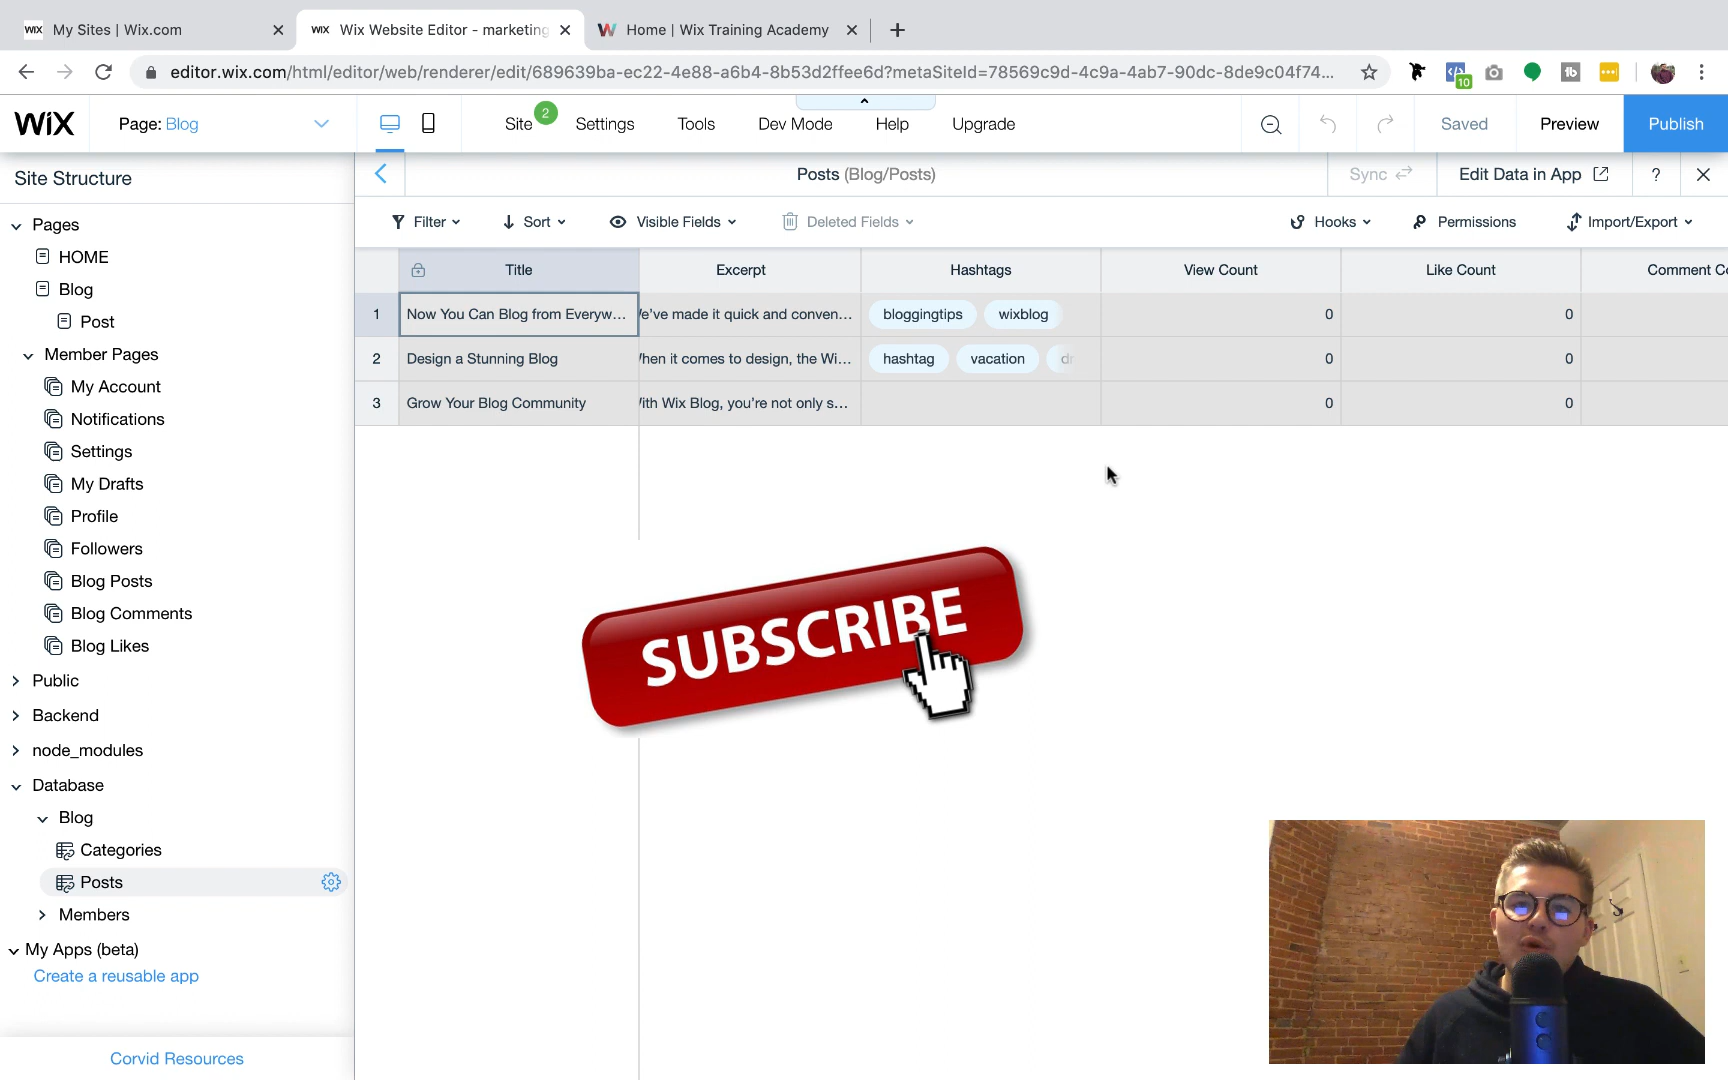 WIX My Sites | Wix.com
WIX Wix Website Editor - marketing
W Home | Wix Training Academy
editor.wix.com/html/editor/web/renderer/edit/689639ba-ec22-4e88-a6b4-8b53d2ffee6d?metaSiteId=78569c9d-4c9a-4ab7-90dc-8de9c04f74...
10
WiX
Page: Blog
Site 2
Settings
Tools
Dev Mode
Help
Upgrade
Saved
Preview
Publish
Site Structure
Posts (Blog/Posts)
Sync
Edit Data in App
?
Filter
Sort
Visible Fields
Deleted Fields
Hooks
Permissions
Import/Export
Title Excerpt Hashtags View Count Like Count Comment Co
1 Now You Can Blog from Everyw... 've made it quick and conven... bloggingtips wixblog 0 0
2 Design a Stunning Blog hen it comes to design, the Wi... hashtag vacation dr 0 0
3 Grow Your Blog Community ith Wix Blog, you're not only s... 0 0
Pages
HOME
Blog
Post
Member Pages
My Account
Notifications
Settings
My Drafts
Profile
Followers
Blog Posts
Blog Comments
Blog Likes
Public
Backend
node_modules
Database
Blog
Categories
Posts
Members
My Apps (beta)
Create a reusable app
Corvid Resources
SUBSCRIBE